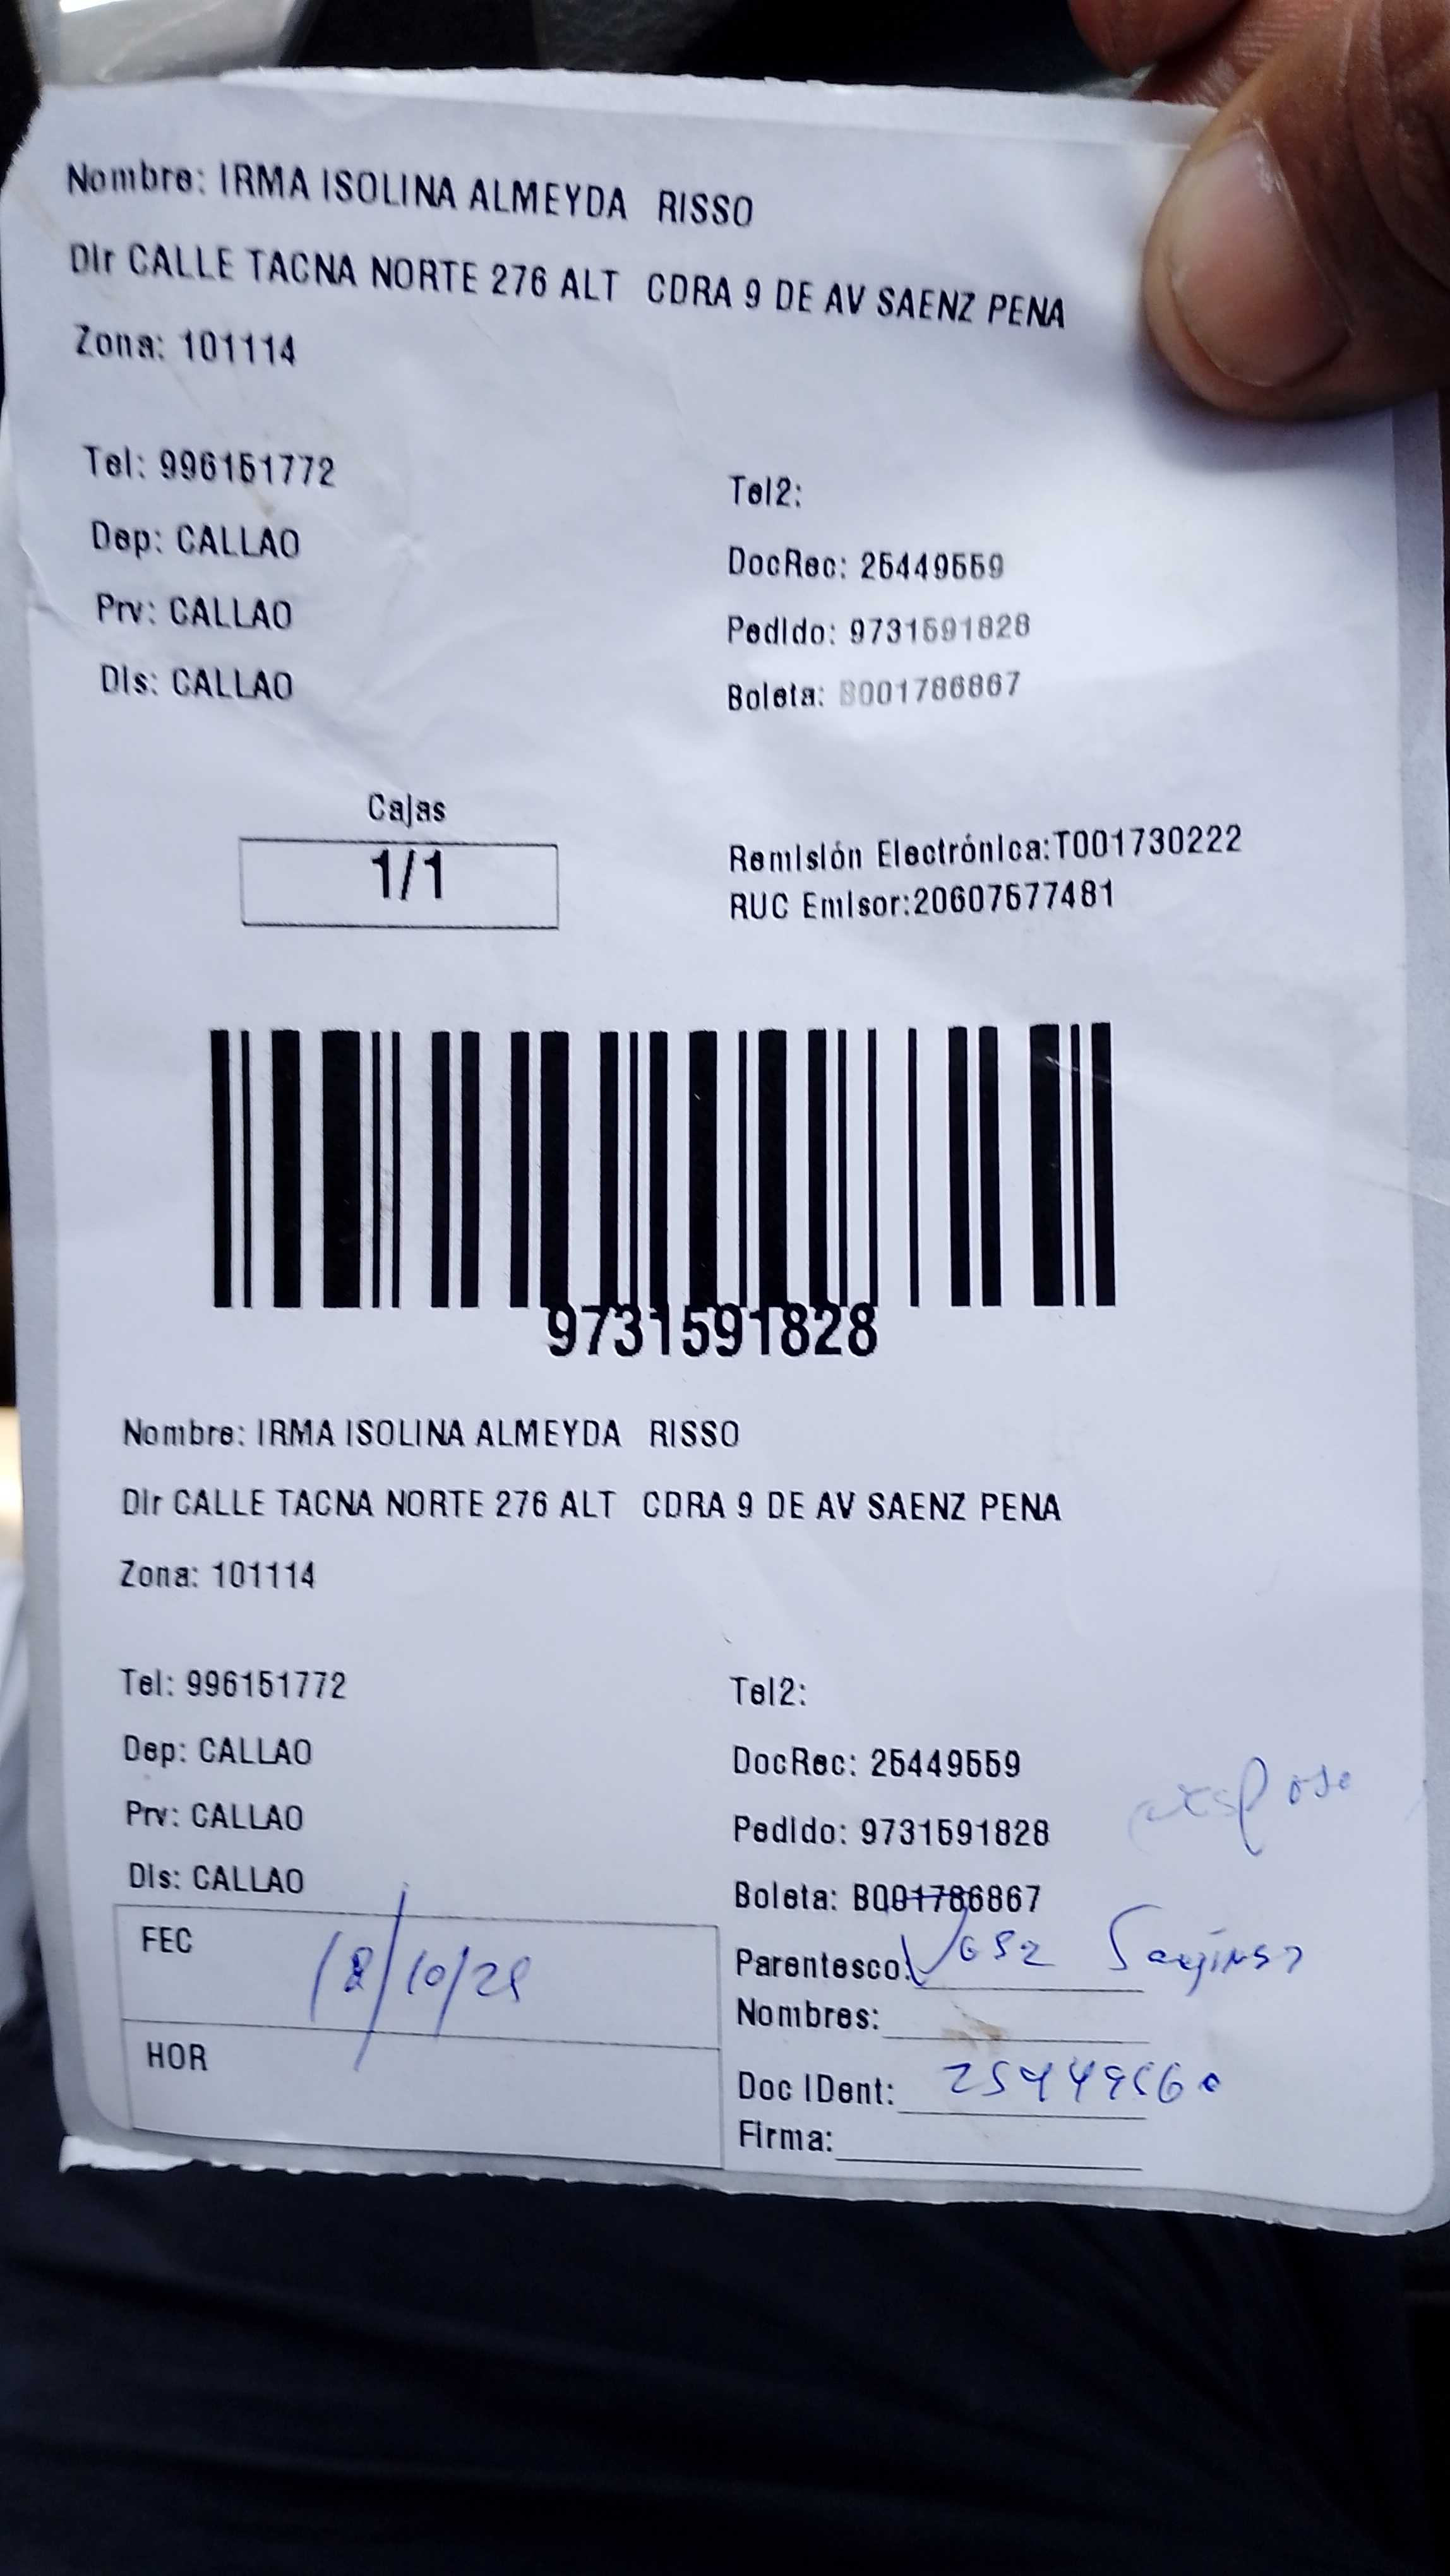 Nombre: IRMA ISOLINA ALMEYDA RISSO
Dir CALLE TACNA NORTE 276 ALT CDRA 9 DE AV SAENZ PENA
Zona: 101114
Tel: 996151772 Tel2:
Dep: CALLAO DocRec: 25449559
Prv: CALLAO Pedido: 9731591828
Dis: CALLAO Boleta: B001786867
Cajas
1/1
Remisión Electrónica:T001730222
RUC Emisor:20607577481
9731591828
Nombre: IRMA ISOLINA ALMEYDA RISSO
Dir CALLE TACNA NORTE 276 ALT CDRA 9 DE AV SAENZ PENA
Zona: 101114
Tel: 996151772 Tel2:
Dep: CALLAO DocRec: 25449559
Prv: CALLAO Pedido: 9731591828
Dis: CALLAO Boleta: B001786867
FEC
HOR
Parentesco:
Nombres:
Doc IDent: 25449560
Firma: